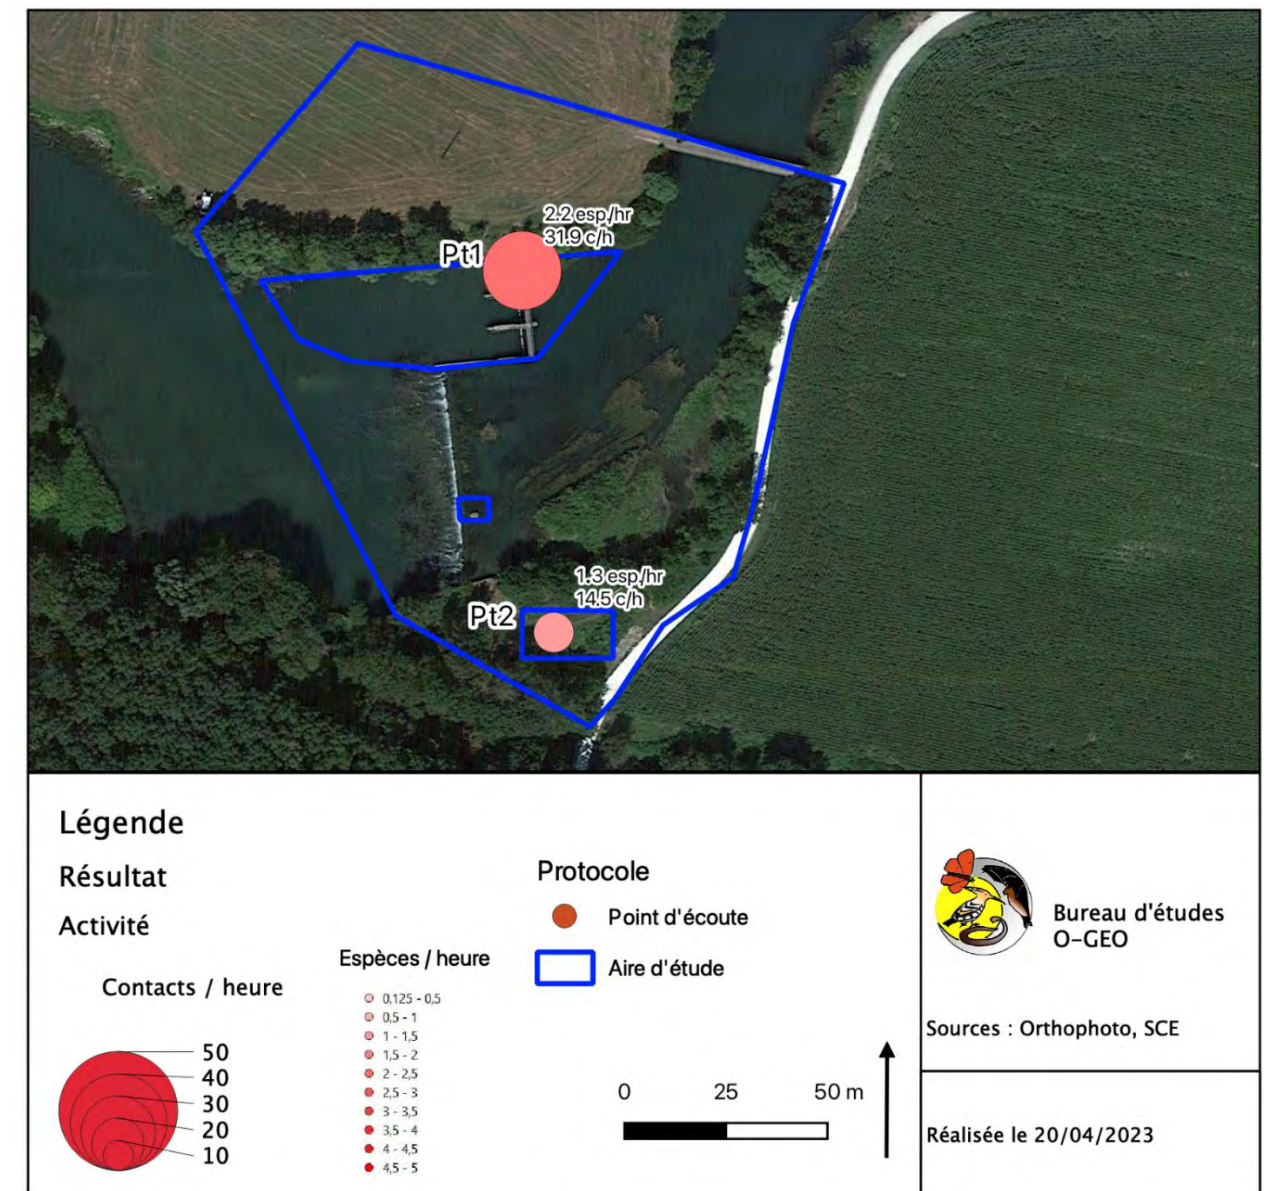 2.2 esp/hr
31.9 c/h
Pt1
1.3 esp/hr
14.5 c/h
Pt2
Légende
Résultat
Activité
Contacts / heure
50
40
30
20
10
Espèces / heure
0,125 - 0,5
0,5 - 1
1 - 1,5
1,5 - 2
2 - 2,5
2,5 - 3
3 - 3,5
3,5 - 4
4 - 4,5
4,5 - 5
Protocole
Point d'écoute
Aire d'étude
0 25 50 m
Bureau d'études
O-GEO
Sources : Orthophoto, SCE
Réalisée le 20/04/2023